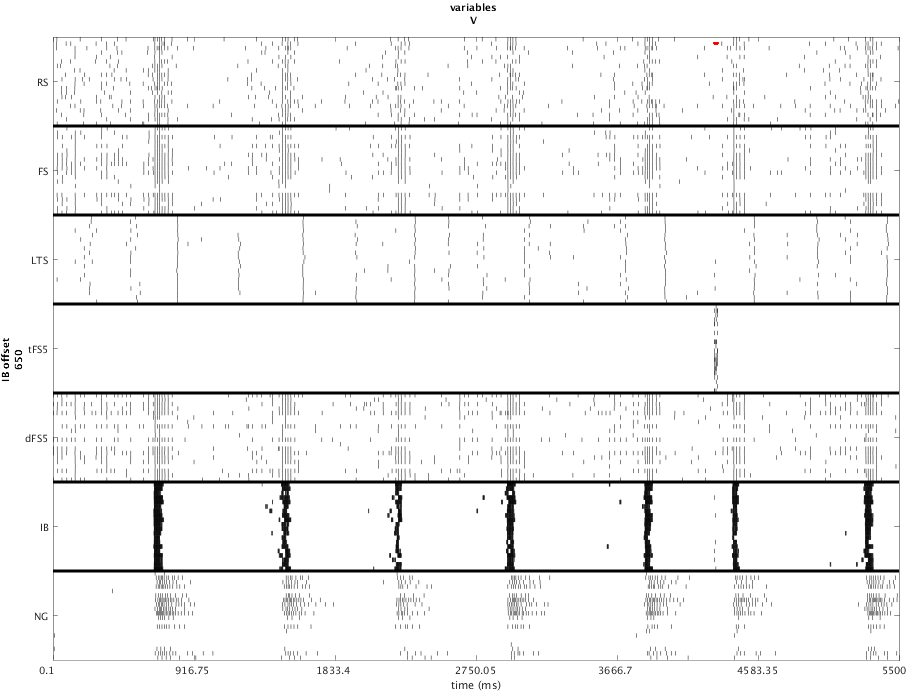 variables
V
RS
FS
LTS
tFS5
dFS5
IB
NG
IB offset
650
0.1
916.75
1833.4
2750.05
3666.7
4583.35
5500
time (ms)